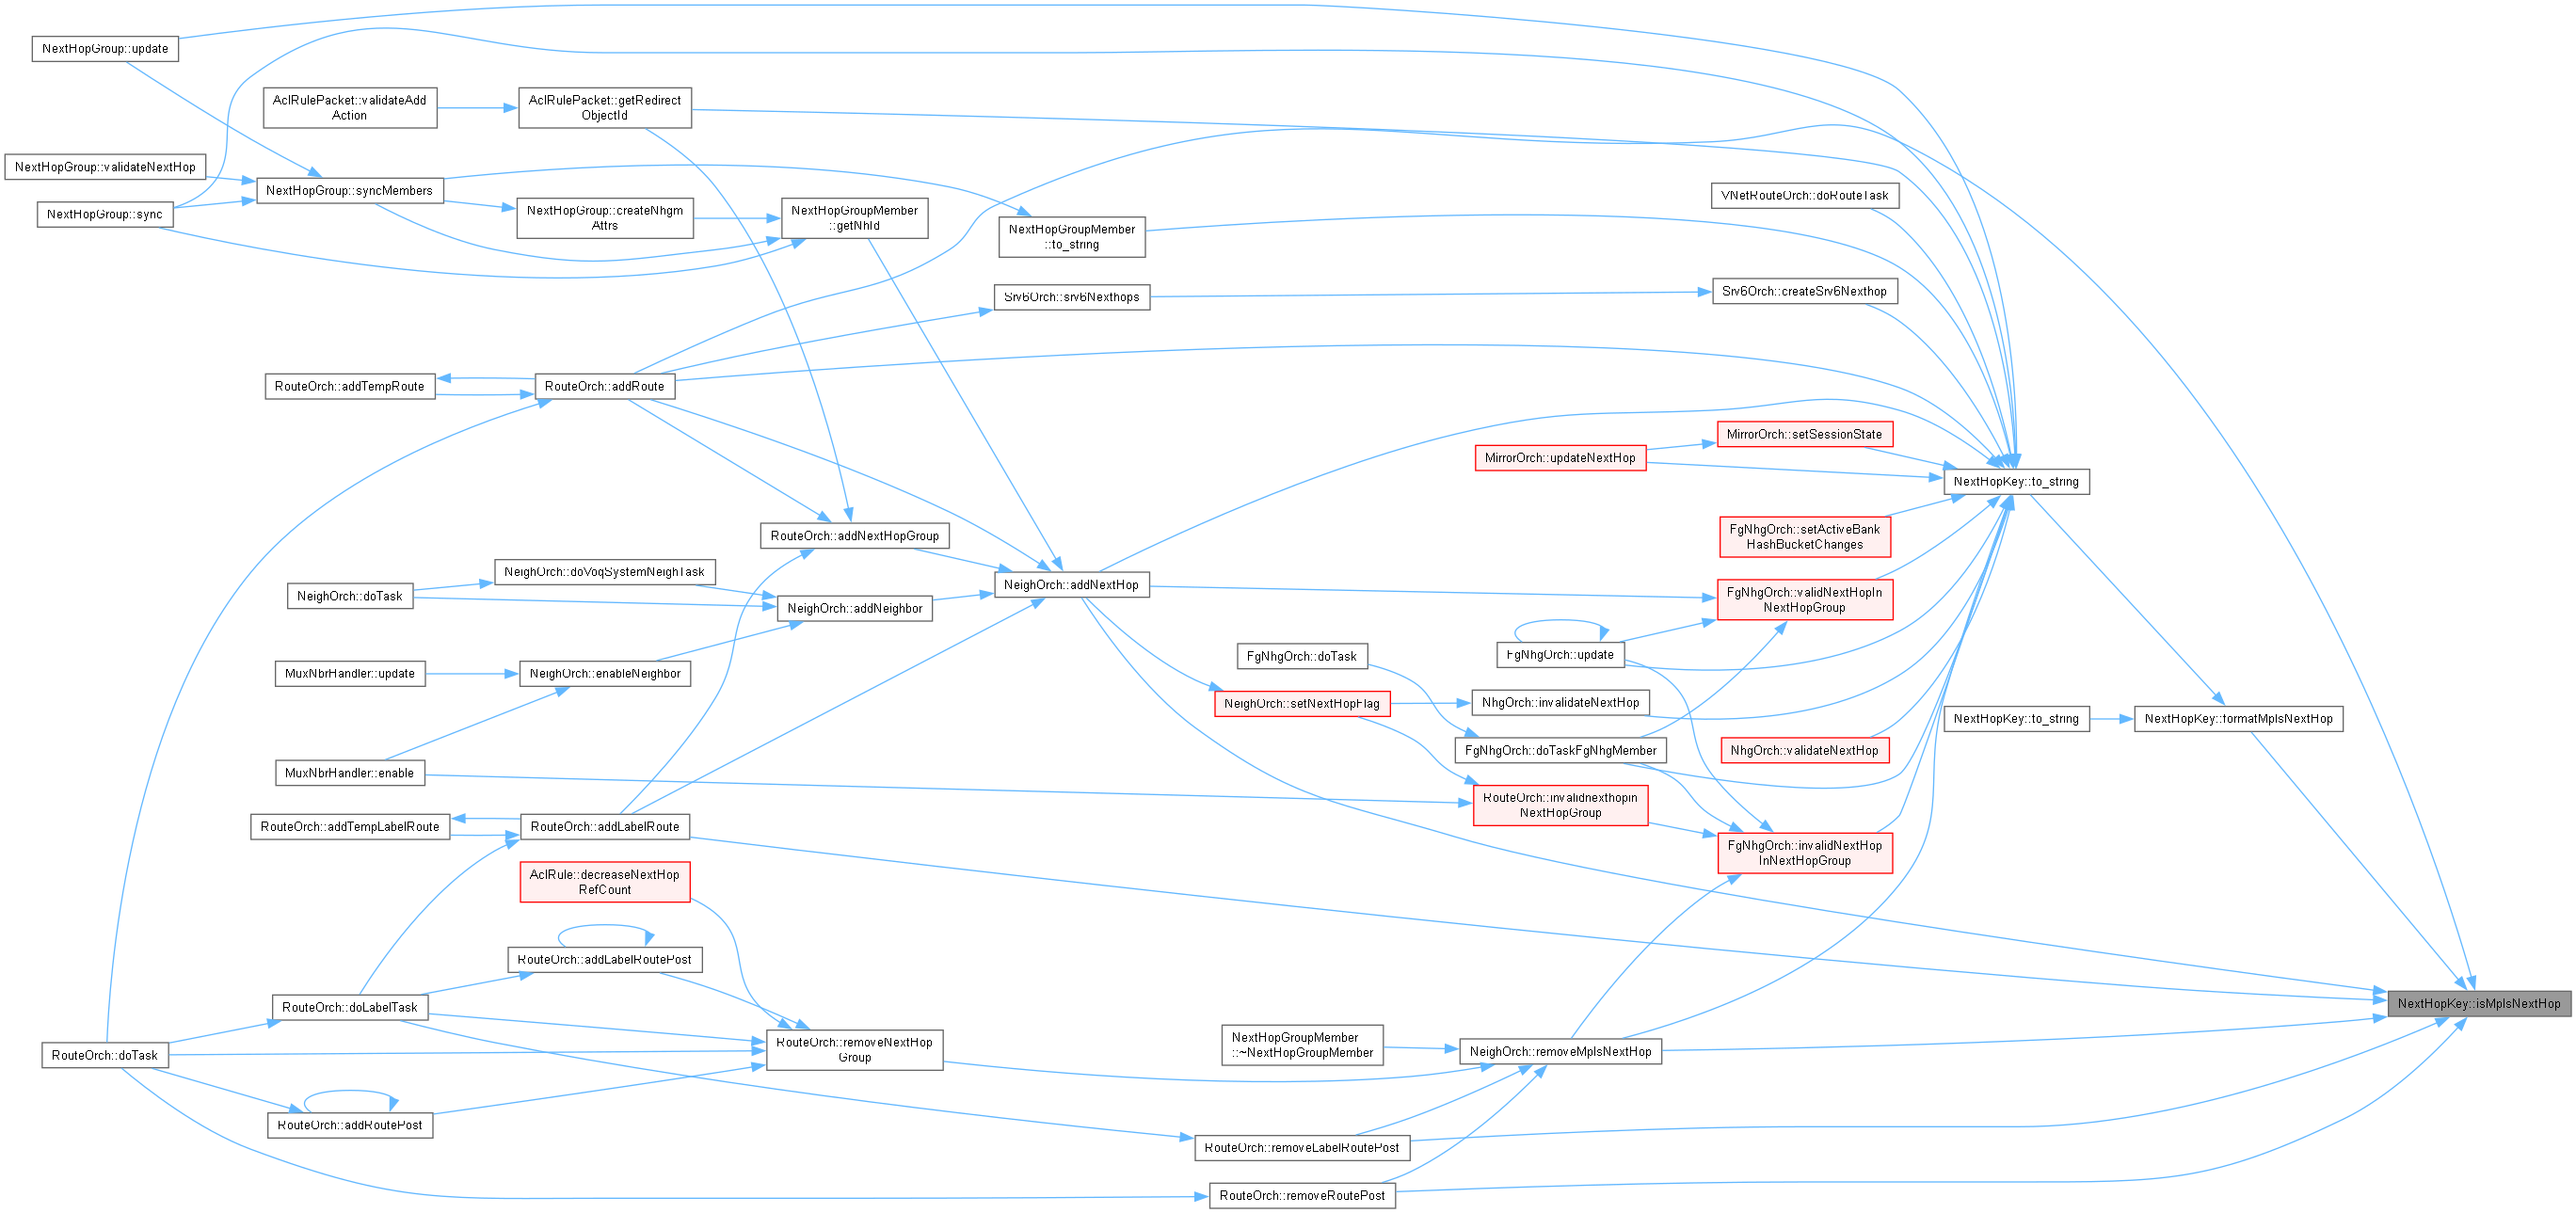 NextHopGroup::update
AclRulePacket::validateAdd
Action
AclRulePacket::getRedirect
ObjectId
NextHopGroup::validateNextHop
NextHopGroup::syncMembers
NextHopGroup::sync
NextHopGroup::createNhgm
Attrs
NextHopGroupMember
::getNhId
NextHopGroupMember
::to_string
VNetRouteOrch::doRouteTask
Srv6Orch::srv6Nexthops
Srv6Orch::createSrv6Nexthop
RouteOrch::addTempRoute
RouteOrch::addRoute
MirrorOrch::setSessionState
MirrorOrch::updateNextHop
NextHopKey::to_string
FgNhgOrch::setActiveBank
HashBucketChanges
RouteOrch::addNextHopGroup
NeighOrch::doVoqSystemNeighTask
NeighOrch::doTask
NeighOrch::addNeighbor
NeighOrch::addNextHop
FgNhgOrch::validNextHopIn
NextHopGroup
FgNhgOrch::update
FgNhgOrch::doTask
MuxNbrHandler::update
NeighOrch::enableNeighbor
NeighOrch::setNextHopFlag
NhgOrch::invalidateNextHop
NextHopKey::to_string
NextHopKey::formatMplsNextHop
FgNhgOrch::doTaskFgNhgMember
NhgOrch::validateNextHop
MuxNbrHandler::enable
RouteOrch::invalidnexthopin
NextHopGroup
RouteOrch::addTempLabelRoute
RouteOrch::addLabelRoute
FgNhgOrch::invalidNextHop
InNextHopGroup
AclRule::decreaseNextHop
RefCount
RouteOrch::addLabelRoutePost
RouteOrch::doLabelTask
NextHopKey::isMplsNextHop
RouteOrch::doTask
RouteOrch::removeNextHop
Group
NextHopGroupMember
::~NextHopGroupMember
NeighOrch::removeMplsNextHop
RouteOrch::addRoutePost
RouteOrch::removeLabelRoutePost
RouteOrch::removeRoutePost